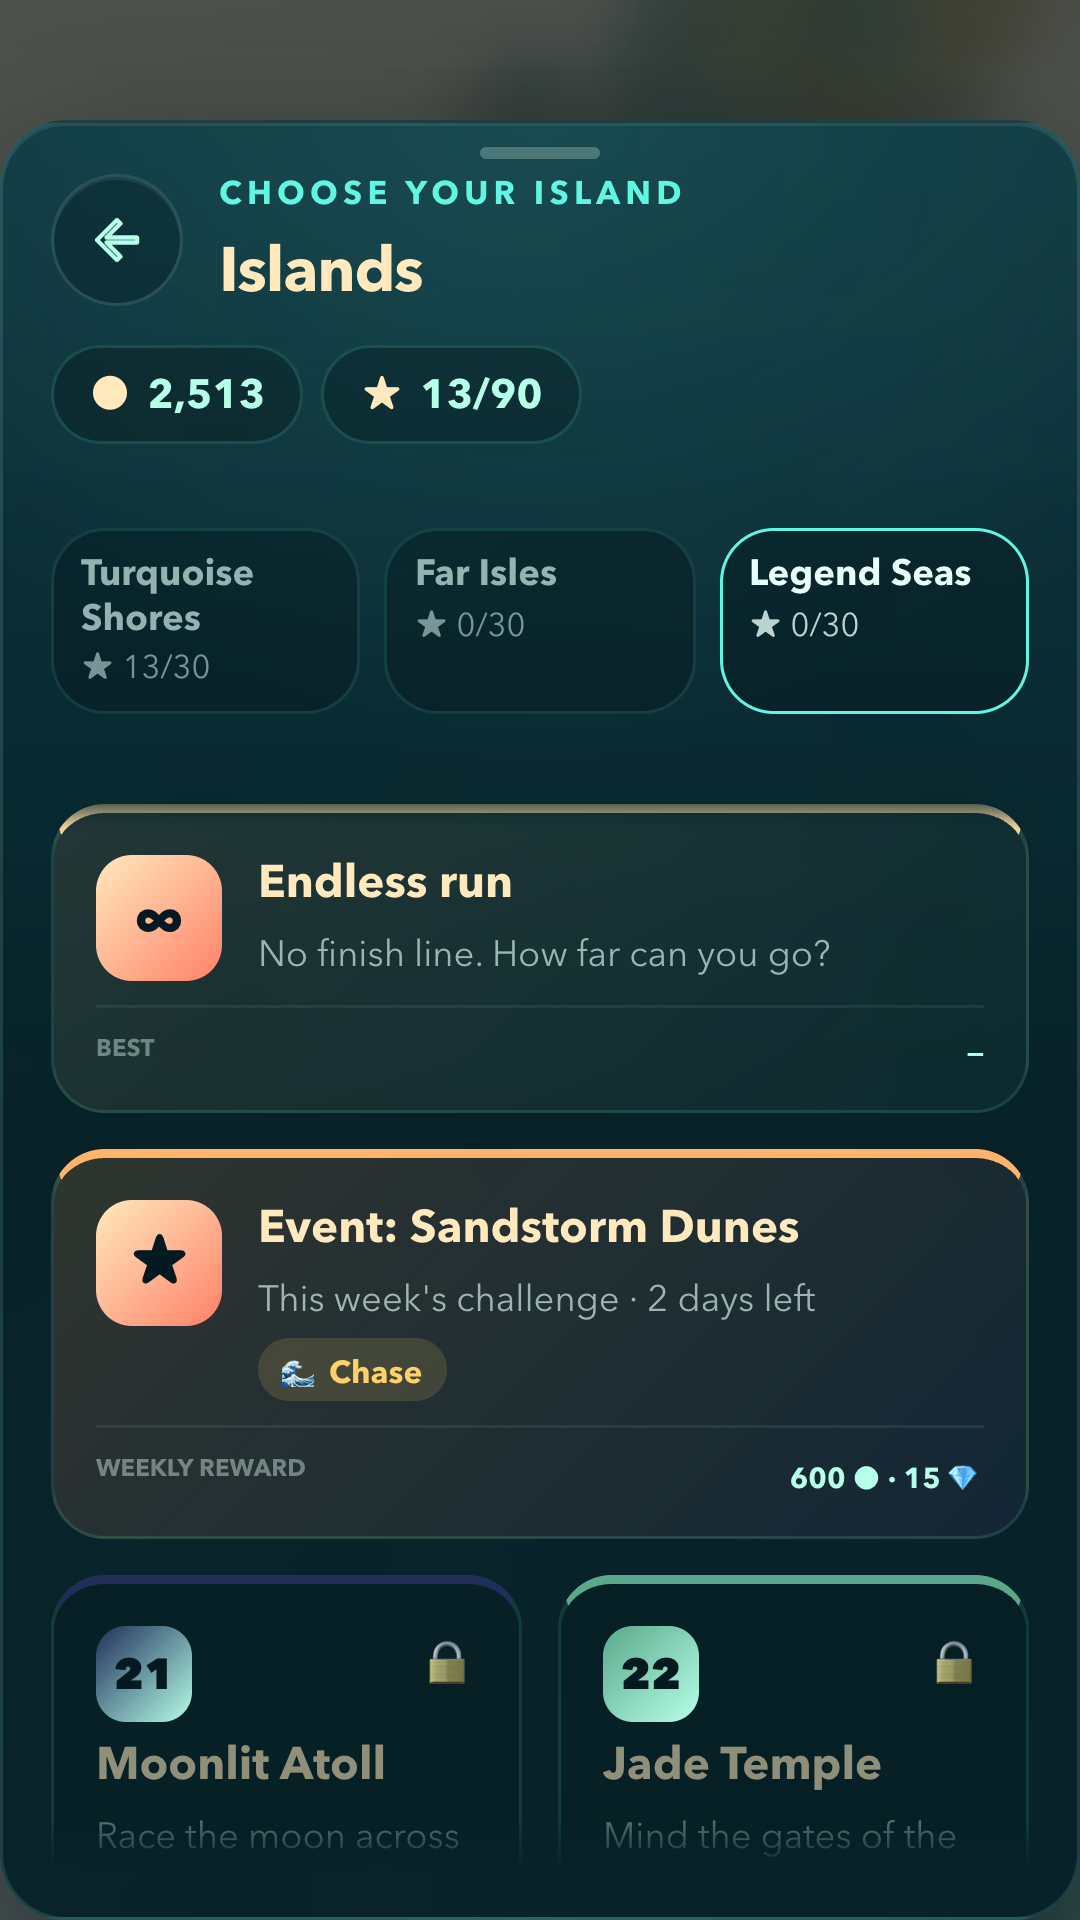 CHOOSE YOUR ISLAND
Islands
2,513
13/90
Turquoise
Shores
13/30
Far Isles
0/30
Legend Seas
0/30
Endless run
No finish line. How far can you go?
BEST
–
Event: Sandstorm Dunes
This week's challenge · 2 days left
Chase
WEEKLY REWARD
600 · 15
21
Moonlit Atoll
Race the moon across
22
Jade Temple
Mind the gates of the